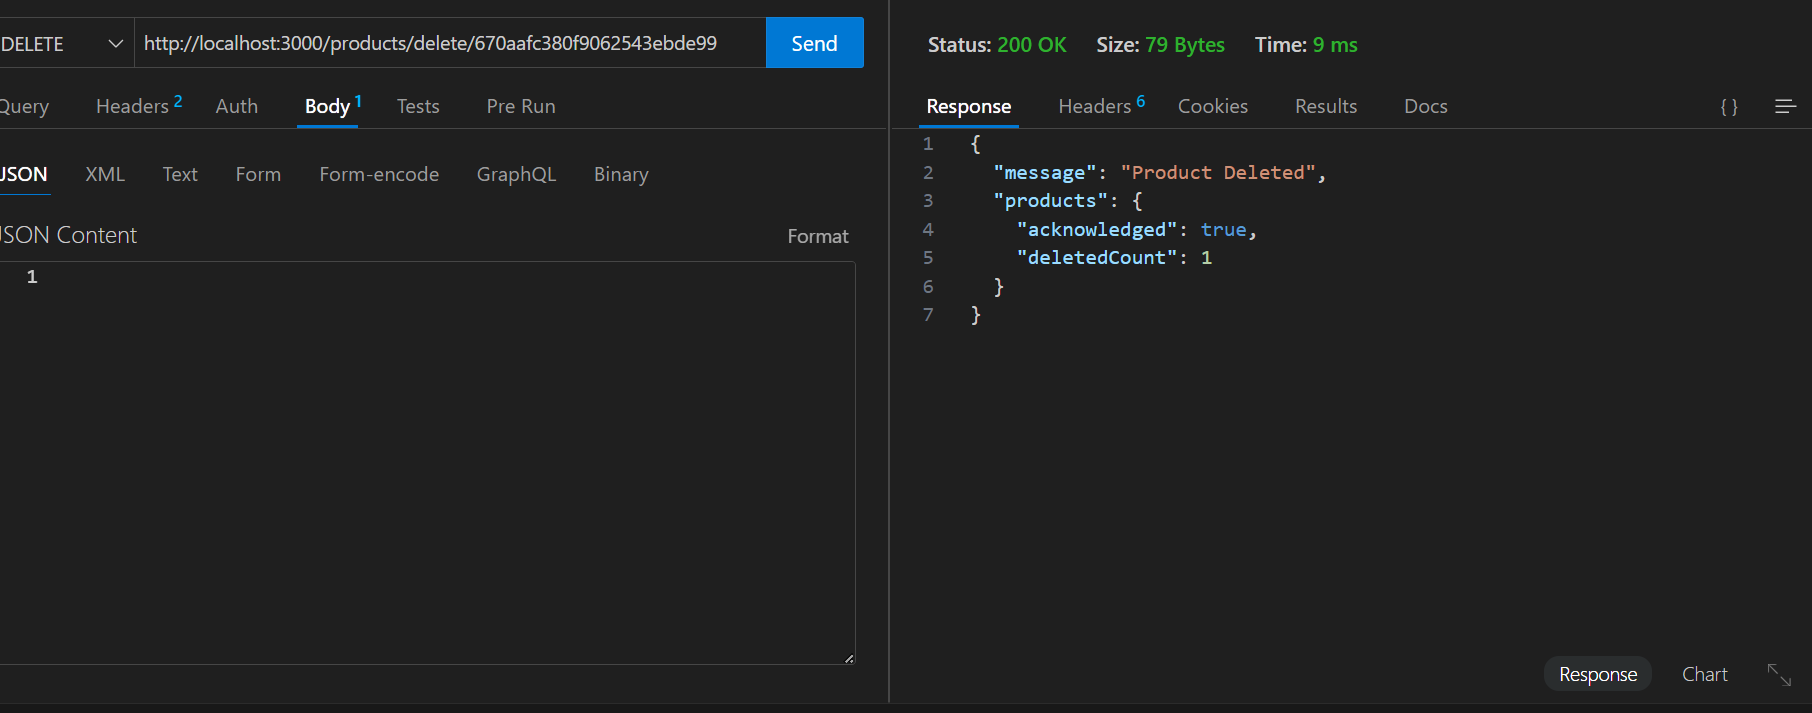 DELETE http://localhost:3000/products/delete/670aafc380f9062543ebde99 Send
Query Headers 2 Auth Body 1 Tests Pre Run
JSON XML Text Form Form-encode GraphQL Binary
JSON Content Format
1
Status: 200 OK Size: 79 Bytes Time: 9 ms
Response Headers 6 Cookies Results Docs { }
1 {
2 "message": "Product Deleted",
3 "products": {
4 "acknowledged": true,
5 "deletedCount": 1
6 }
7 }
Response Chart